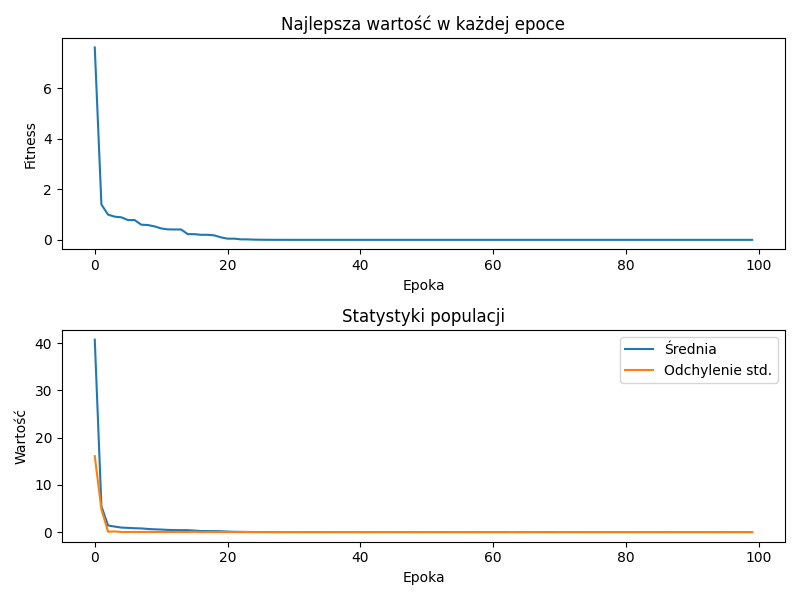 Najlepsza wartość w każdej epoce
6
4
2
0
Fitness
0 20 40 60 80 100
Epoka
Statystyki populacji
40
30
20
10
0
Wartość
Średnia
Odchylenie std.
0 20 40 60 80 100
Epoka